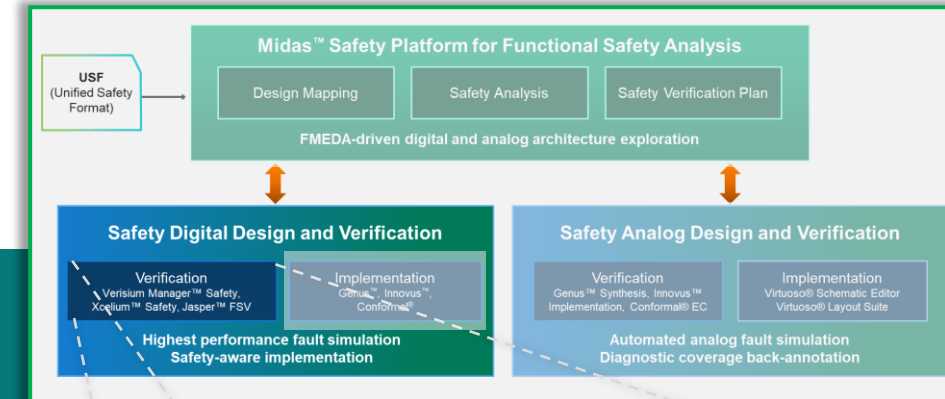 Midas™ Safety Platform for Functional Safety Analysis
USF
(Unified Safety
Format)
Design Mapping
Safety Analysis
Safety Verification Plan
FMEDA-driven digital and analog architecture exploration
Safety Digital Design and Verification
Verification
Verisium Manager™ Safety,
Xcelium™ Safety, Jasper™ FSV
Implementation
Genus™, Innovus™,
Conformal®
Highest performance fault simulation
Safety-aware implementation
Safety Analog Design and Verification
Verification
Genus™ Synthesis, Innovus™
Implementation, Conformal® EC
Implementation
Virtuoso® Schematic Editor
Virtuoso® Layout Suite
Automated analog fault simulation
Diagnostic coverage back-annotation